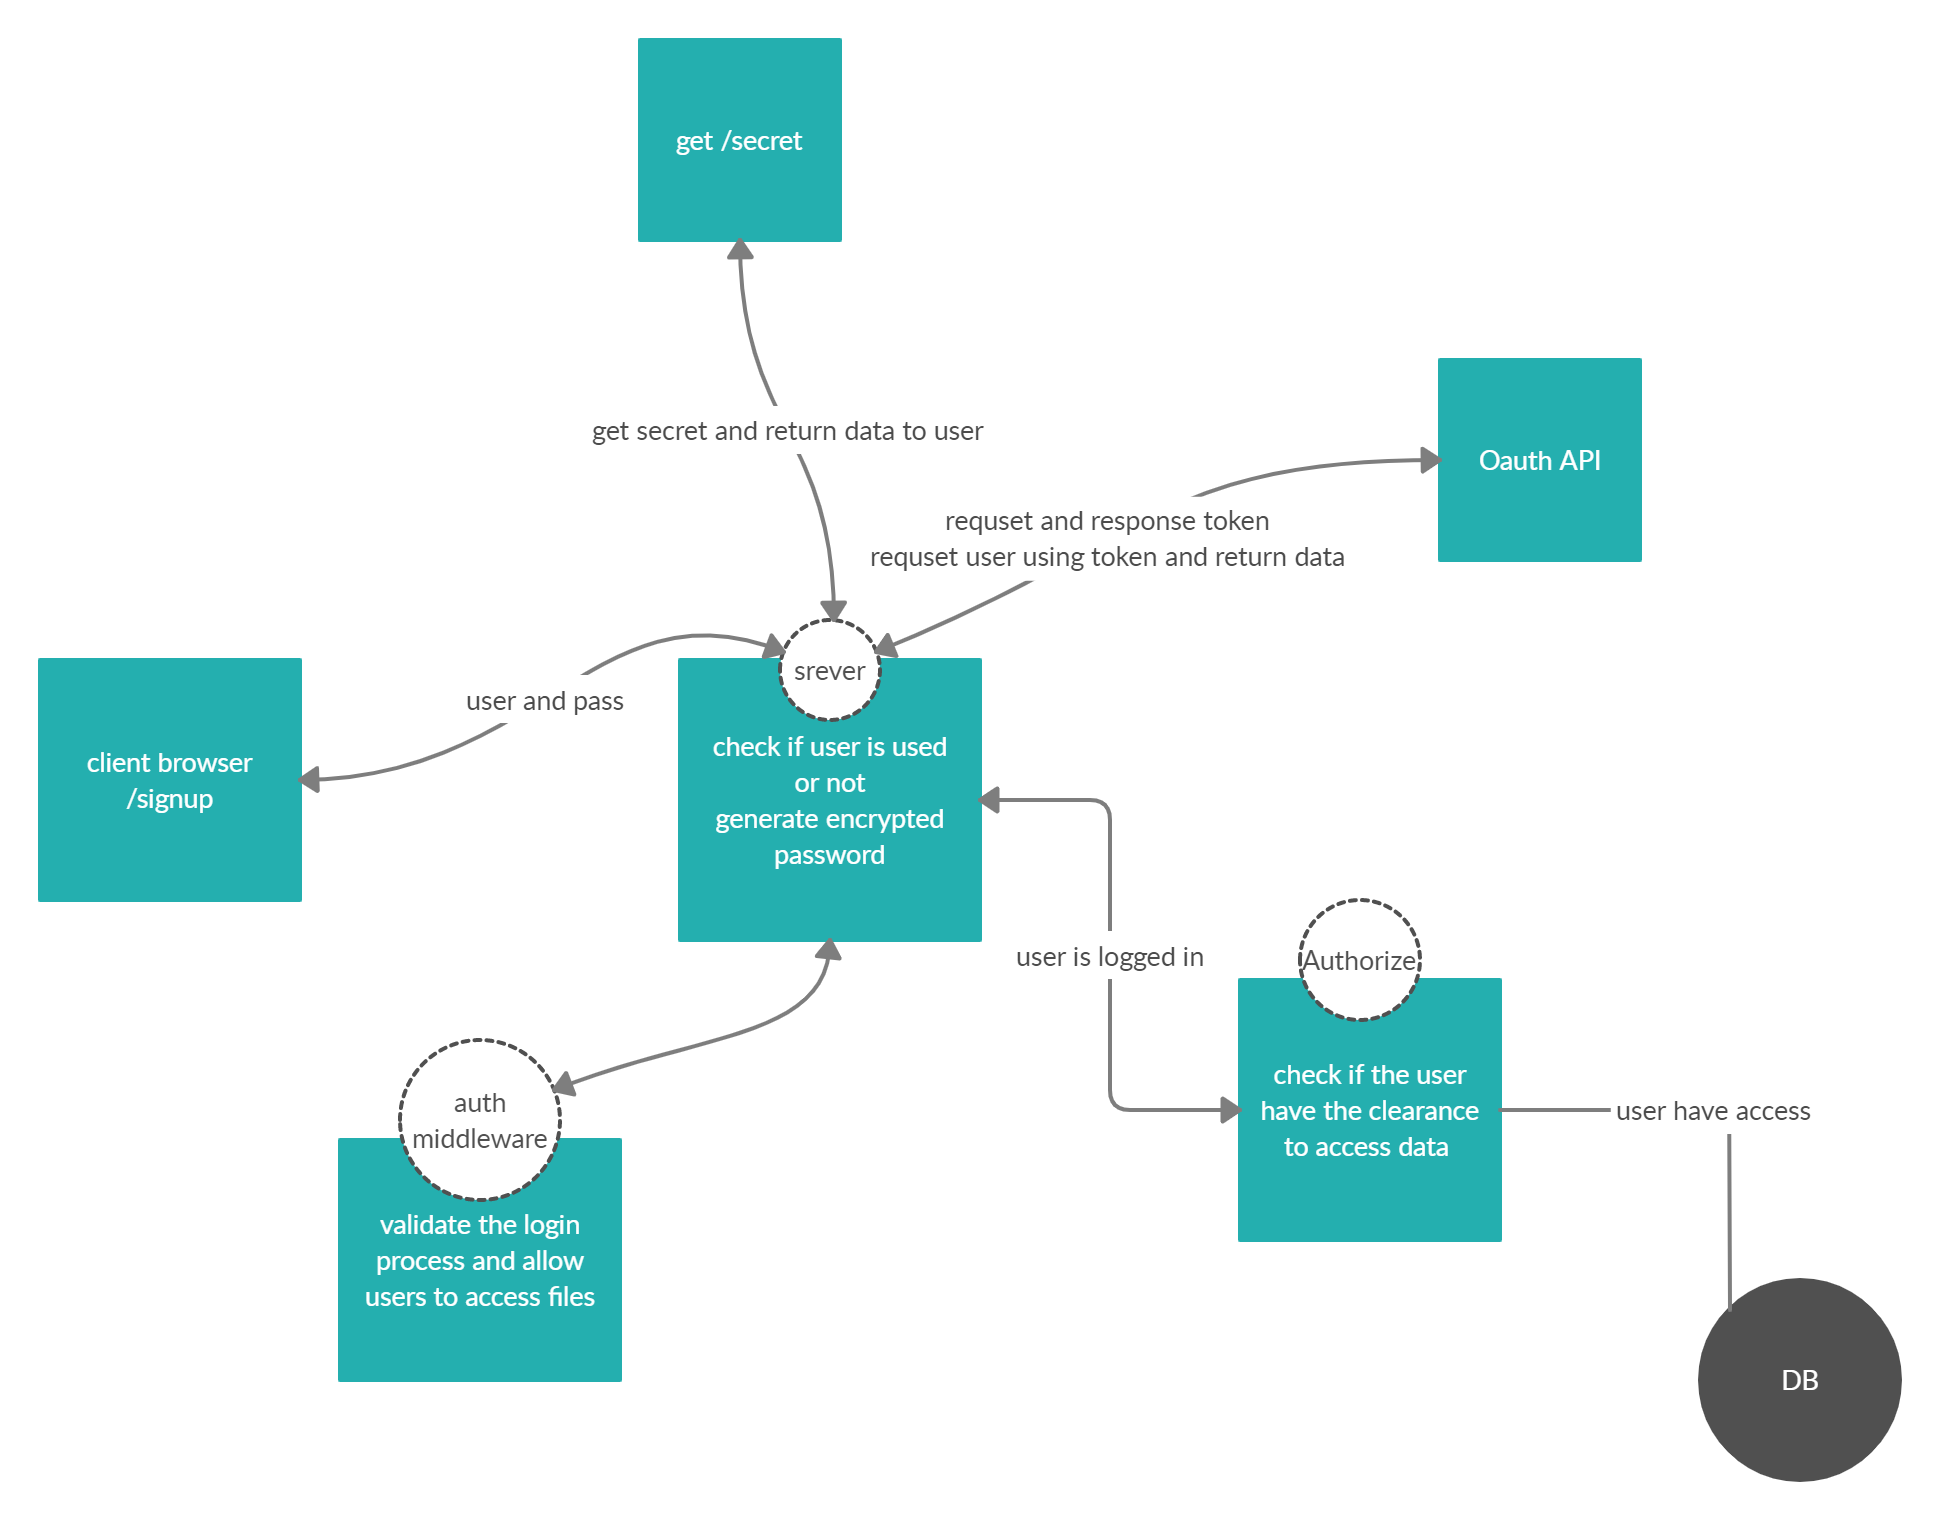 get /secret
get secret and return data to user
Oauth API
requset and response token
requset user using token and return data
srever
user and pass
client browser
/signup
check if user is used
or not
generate encrypted
password
user is logged in
Authorize
check if the user
have the clearance
to access data
user have access
auth
middleware
validate the login
process and allow
users to access files
DB